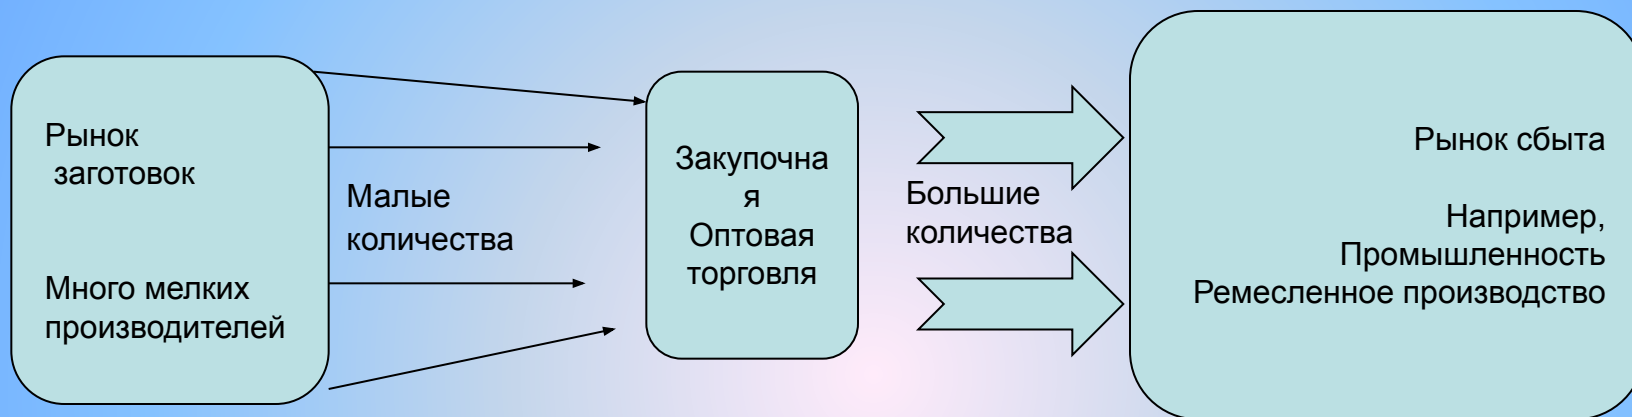 Рынок
заготовок
Много мелких
производителей
Малые
количества
Закупочна
я
Оптовая
торговля
Большие
количества
Рынок сбыта
Например,
Промышленность
Ремесленное производство